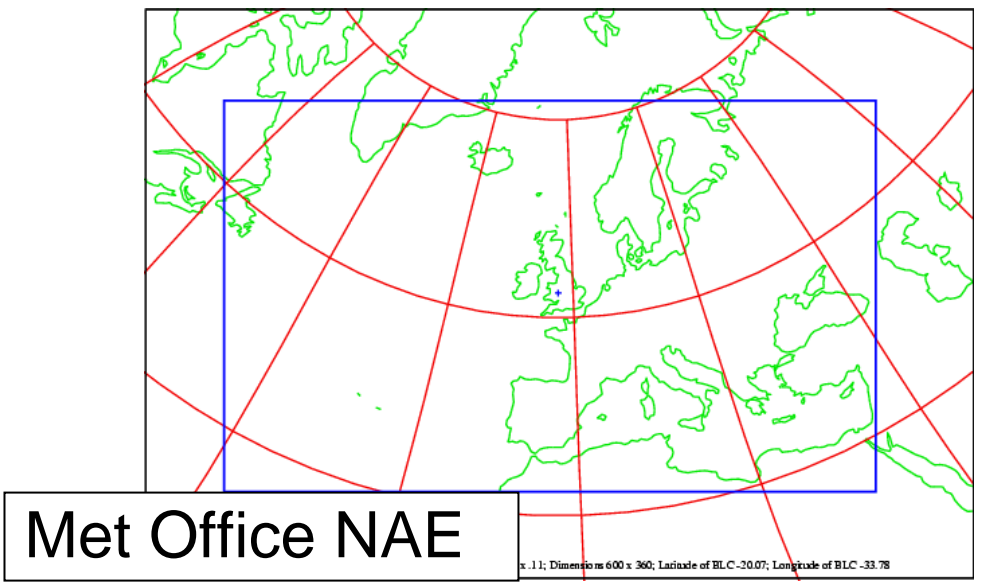 Met Office NAE
x .11; Dimensions 600 x 360; Latitude of BLC -20.07; Longitude of BLC -33.78